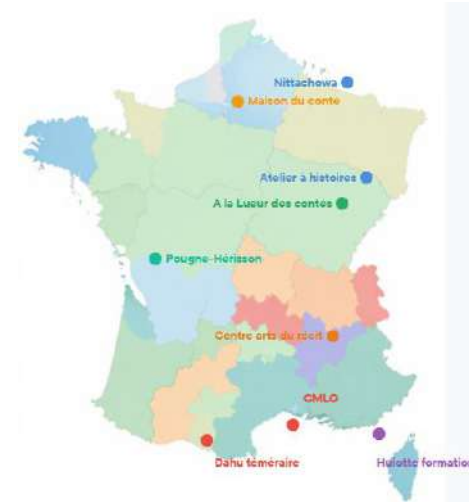 Nittachowa
Maison du conte
Atelier à histoires
A la Lueur des contes
Pougne-Hérisson
Centre arts du récit
CMLO
Dahu téméraire
Hulotte formation